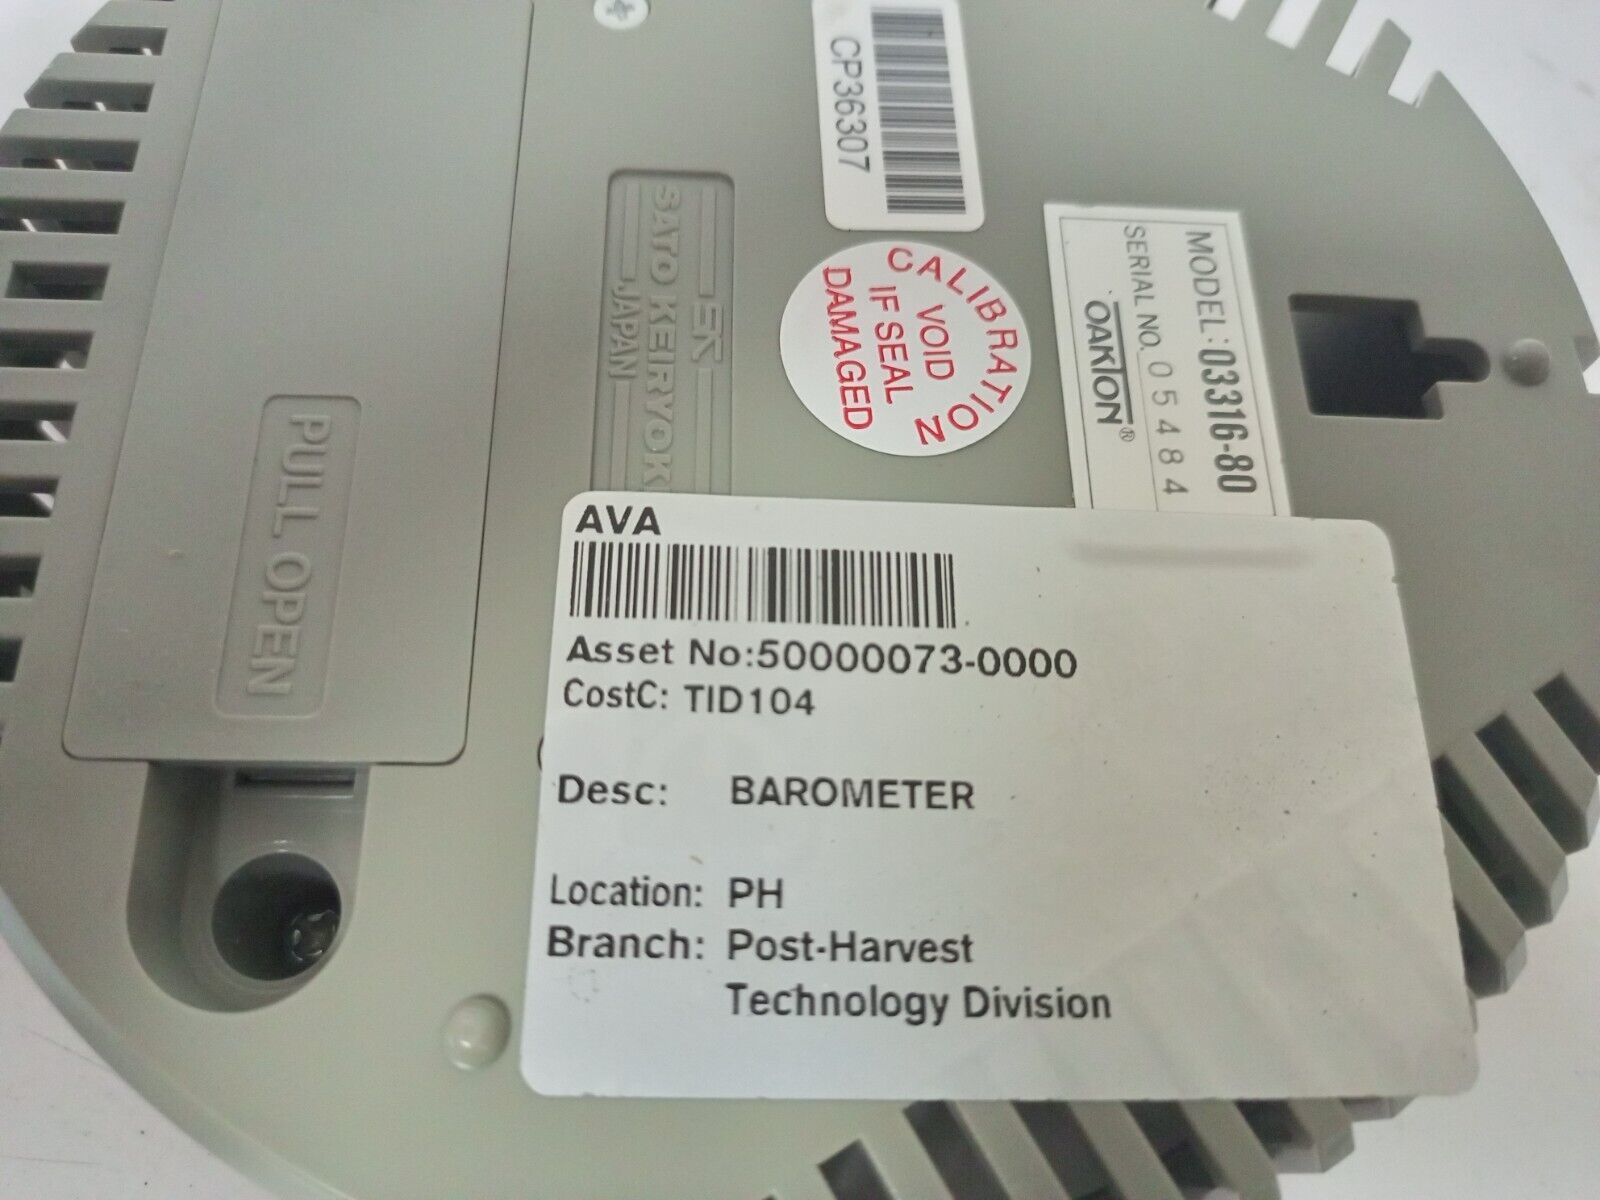 CP36307
SK
SATO KEIRYOK
JAPAN
CALIBRATION
VOID
IF SEAL
DAMAGED
MODEL: 03316-80
SERIAL NO. 05484
OAKTON®
PULL OPEN
AVA
Asset No:50000073-0000
CostC: TID104
Desc: BAROMETER
Location: PH
Branch: Post-Harvest
Technology Division